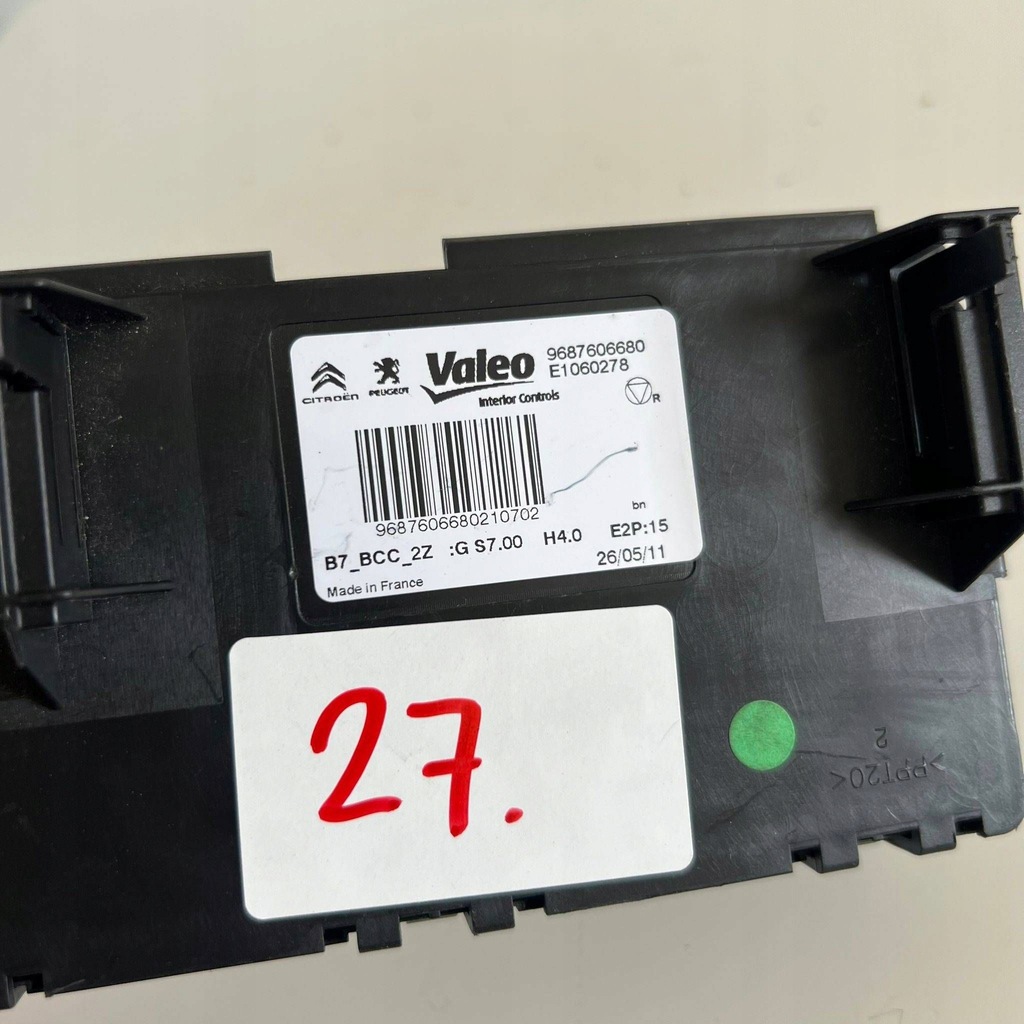 CITROËN
PEUGEOT
Valeo
Interior Controls
9687606680
E1060278
R
9687606680210702
bn
B7_BCC_2Z :G S7.00 H4.0 E2P:15
26/05/11
Made in France
27.
2
>PPT20<